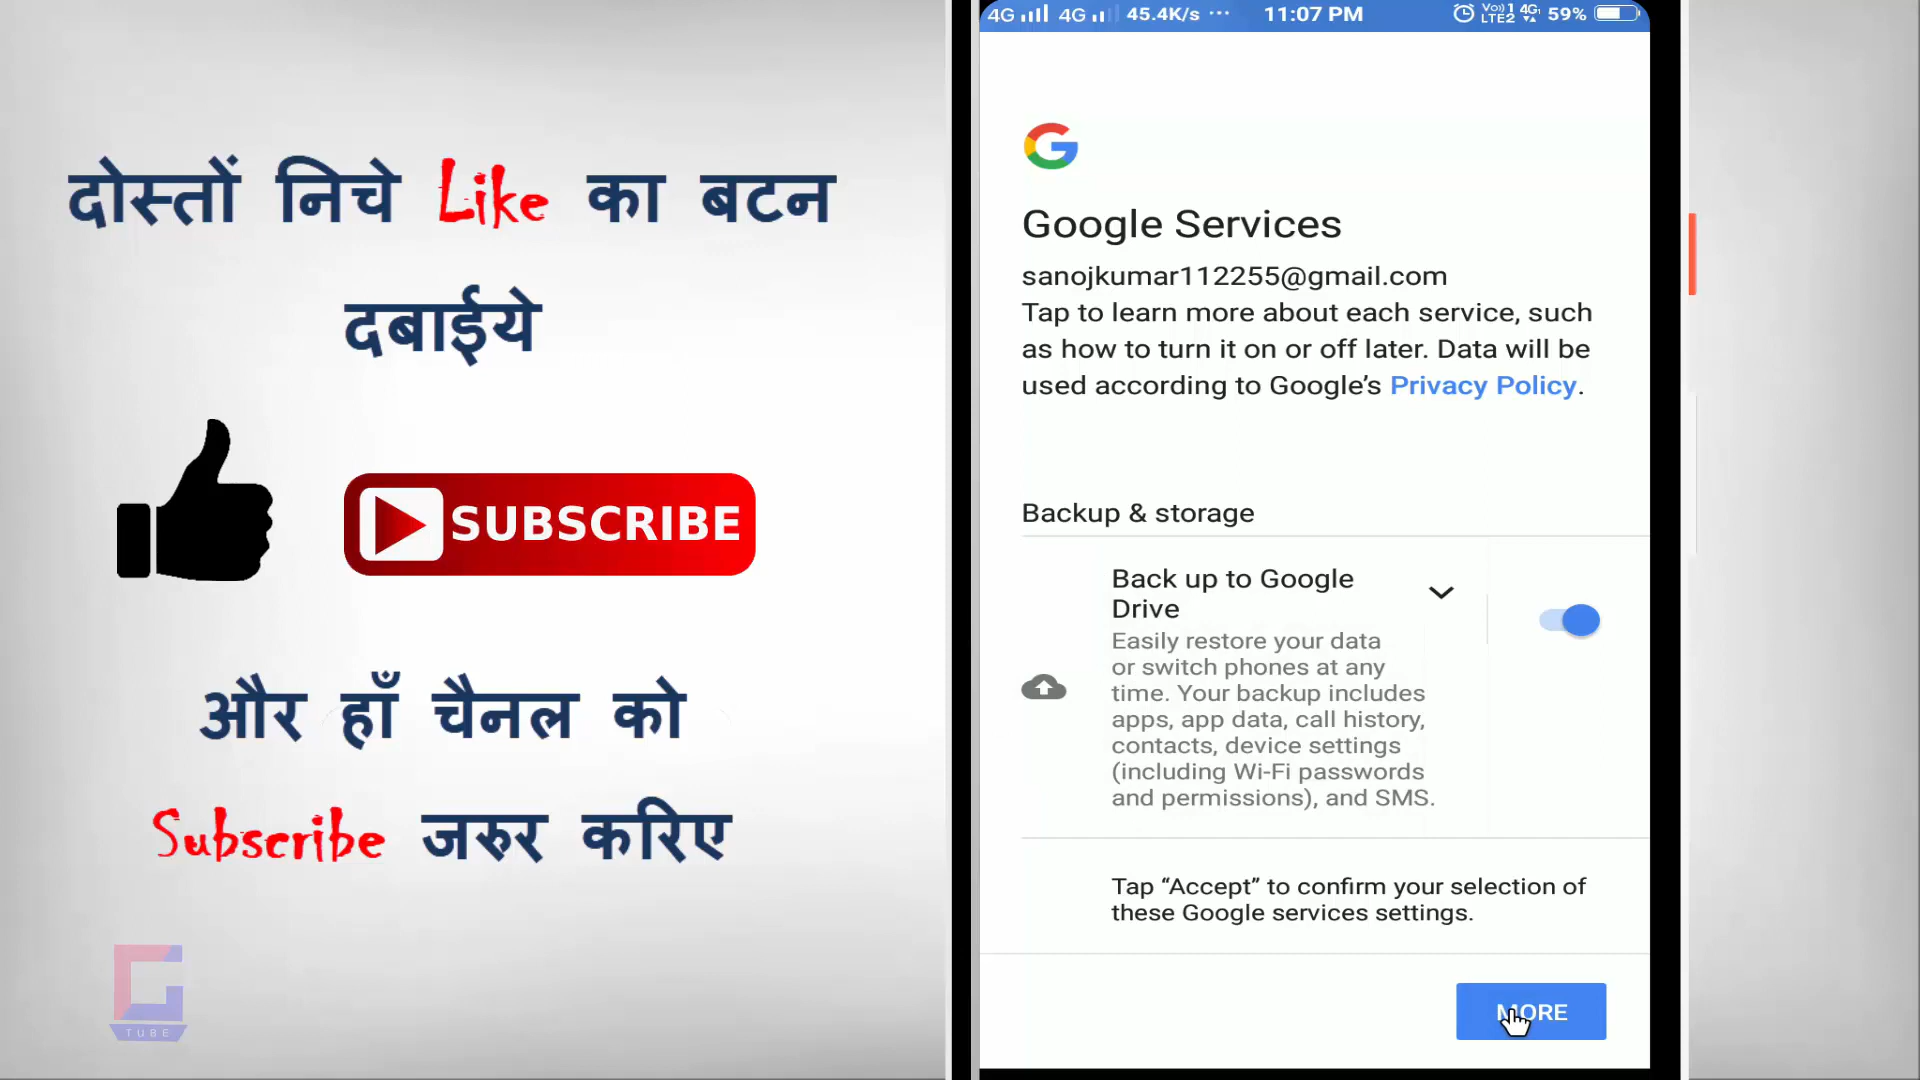 दोस्तों निचे Like का बटन
दबाईये
SUBSCRIBE
और हाँ चैनल को
Subscribe जरुर करिए
TUBE
4G 4G 45.4K/s ... 11:07 PM VoLTE 1 LTE2 4G 59%
Google Services
sanojkumar112255@gmail.com
Tap to learn more about each service, such
as how to turn it on or off later. Data will be
used according to Google’s Privacy Policy.
Backup & storage
Back up to Google
Drive
Easily restore your data
or switch phones at any
time. Your backup includes
apps, app data, call history,
contacts, device settings
(including Wi-Fi passwords
and permissions), and SMS.
Tap “Accept” to confirm your selection of
these Google services settings.
MORE